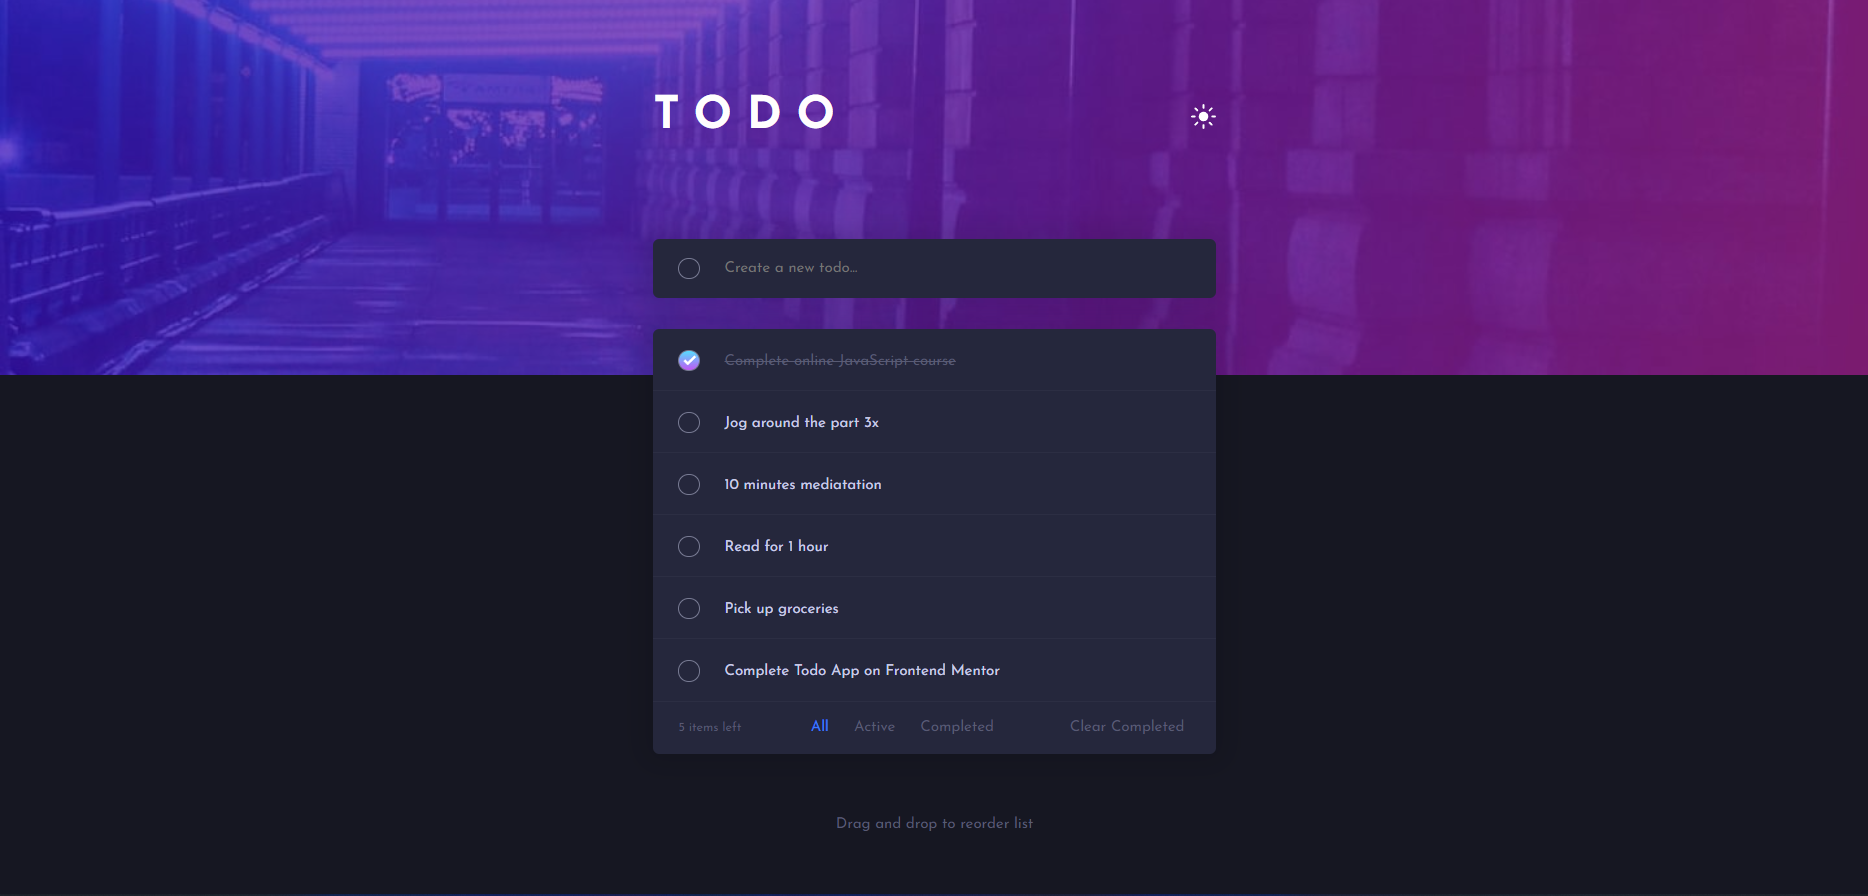 TODO
Create a new todo...
Complete online JavaScript course
Jog around the part 3x
10 minutes mediatation
Read for 1 hour
Pick up groceries
Complete Todo App on Frontend Mentor
5 items left All Active Completed Clear Completed
Drag and drop to reorder list